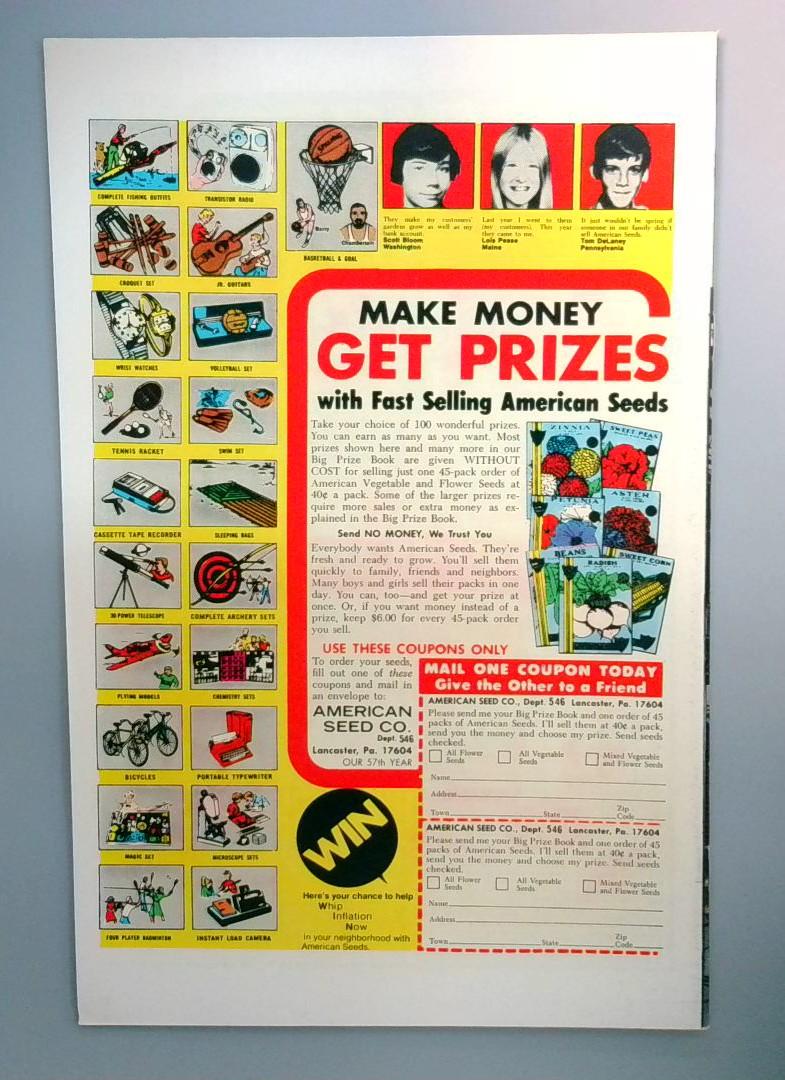 COMPLETE FISHING OUTFITS
TRANSISTOR RADIO
CROQUET SET
JR. GUITARS
WRIST WATCHES
VOLLEYBALL SET
TENNIS RACKET
SWIM SET
CASSETTE TAPE RECORDER
SLEEPING BAGS
30-POWER TELESCOPE
COMPLETE ARCHERY SETS
FLYING MODELS
CHEMISTRY SETS
BICYCLES
PORTABLE TYPEWRITER
MAGIC SET
MICROSCOPE SETS
FOUR PLAYER BADMINTON
INSTANT LOAD CAMERA
Spalding
Barry
Chamberlain
BASKETBALL & GOAL
They make my customers'
gardens grow as well as my
bank account.
Scott Bloom
Washington
Last year I went to them
(my customers). This year
they came to me.
Lois Pease
Maine
It just wouldn't be spring if
someone in our family didn't
sell American Seeds.
Tom DeLaney
Pennsylvania
MAKE MONEY
GET PRIZES
with Fast Selling American Seeds
Take your choice of 100 wonderful prizes.
You can earn as many as you want. Most
prizes shown here and many more in our
Big Prize Book are given WITHOUT
COST for selling just one 45-pack order of
American Vegetable and Flower Seeds at
40¢ a pack. Some of the larger prizes re-
quire more sales or extra money as ex-
plained in the Big Prize Book.
Send NO MONEY, We Trust You
Everybody wants American Seeds. They're
fresh and ready to grow. You'll sell them
quickly to family, friends and neighbors.
Many boys and girls sell their packs in one
day. You can, too—and get your prize at
once. Or, if you want money instead of a
prize, keep $6.00 for every 45-pack order
you sell.
ZINNIA
SWEET PEAS
PETUNIA
ASTER
BEANS
RADISH
SWEET CORN
USE THESE COUPONS ONLY
To order your seeds,
fill out one of these
coupons and mail in
an envelope to:
AMERICAN
SEED CO.
Dept. 546
Lancaster, Pa. 17604
OUR 57th YEAR
MAIL ONE COUPON TODAY
Give the Other to a Friend
AMERICAN SEED CO., Dept. 546 Lancaster, Pa. 17604
Please send me your Big Prize Book and one order of 45
packs of American Seeds. I'll sell them at 40¢ a pack,
send you the money and choose my prize. Send seeds
checked.
All Flower Seeds
All Vegetable Seeds
Mixed Vegetable and Flower Seeds
Name
Address
Town State Zip Code
AMERICAN SEED CO., Dept. 546 Lancaster, Pa. 17604
Please send me your Big Prize Book and one order of 45
packs of American Seeds. I'll sell them at 40¢ a pack,
send you the money and choose my prize. Send seeds
checked.
All Flower Seeds
All Vegetable Seeds
Mixed Vegetable and Flower Seeds
Name
Address
Town State Zip Code
WIN
Here's your chance to help
Whip
Inflation
Now
in your neighborhood with
American Seeds.